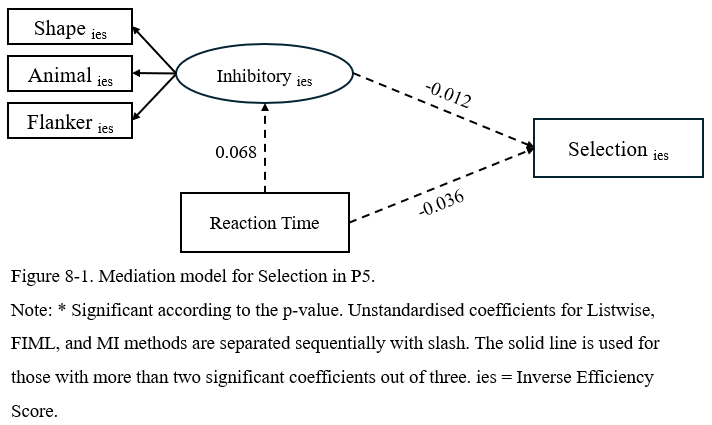 Shape ies
Animal ies
Flanker ies
Inhibitory ies
-0.012
0.068
Selection ies
-0.036
Reaction Time
Figure 8-1. Mediation model for Selection in P5.
Note: * Significant according to the p-value. Unstandardised coefficients for Listwise,
FIML, and MI methods are separated sequentially with slash. The solid line is used for
those with more than two significant coefficients out of three. ies = Inverse Efficiency
Score.